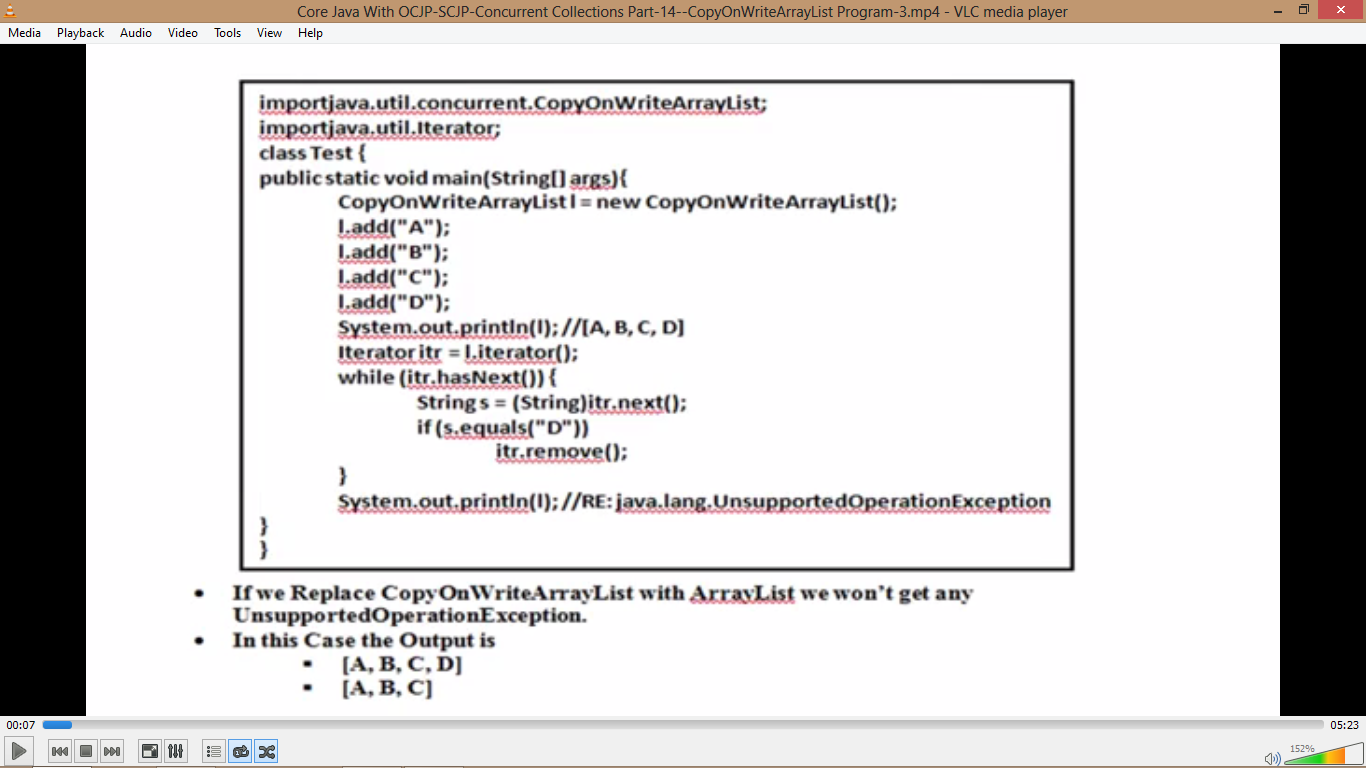 Core Java With OCJP-SCJP-Concurrent Collections Part-14--CopyOnWriteArrayList Program-3.mp4 - VLC media player
Media Playback Audio Video Tools View Help
importjava.util.concurrent.CopyOnWriteArrayList;
importjava.util.Iterator;
class Test {
public static void main(String[] args){
CopyOnWriteArrayList l = new CopyOnWriteArrayList();
l.add("A");
l.add("B");
l.add("C");
l.add("D");
System.out.println(l); //[A, B, C, D]
Iterator itr = l.iterator();
while (itr.hasNext()) {
String s = (String)itr.next();
if (s.equals("D"))
itr.remove();
}
System.out.println(l); //RE: java.lang.UnsupportedOperationException
}
}
• If we Replace CopyOnWriteArrayList with ArrayList we won't get any
UnsupportedOperationException.
• In this Case the Output is
▪ [A, B, C, D]
▪ [A, B, C]
00:07 05:23
152%